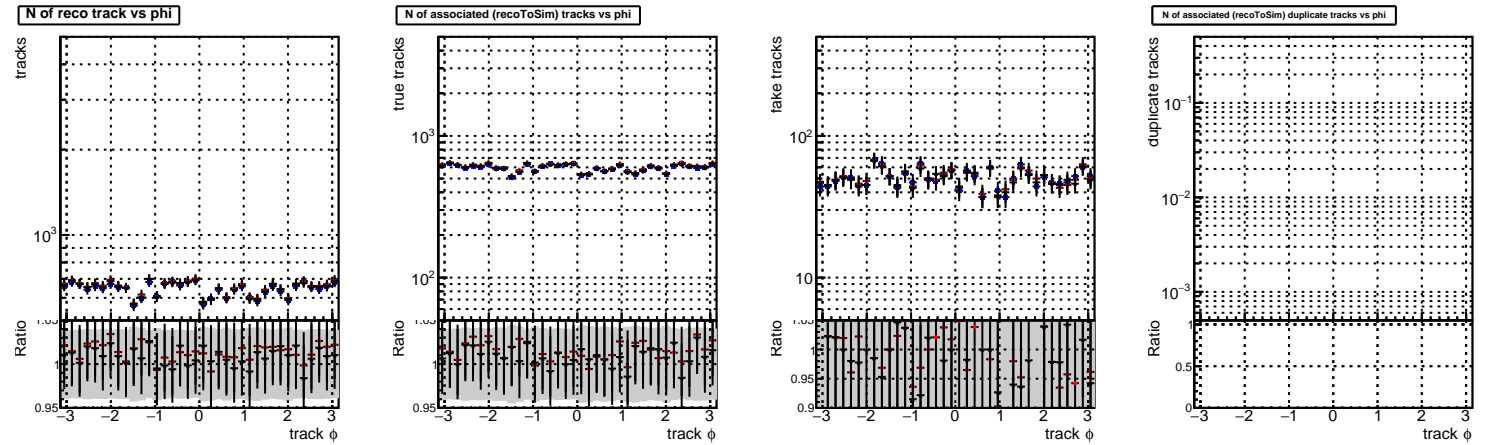 N of reco track vs phi
tracks
10³
Ratio
1
0.95
−3 −2 −1 0 1 2 3
track ϕ
N of associated (recoToSim) tracks vs phi
true tracks
10³
10²
Ratio
1
0.95
−3 −2 −1 0 1 2 3
track ϕ
fake tracks
10²
10
Ratio
1
0.95
0.9
−3 −2 −1 0 1 2 3
track ϕ
N of associated (recoToSim) duplicate tracks vs phi
duplicate tracks
10⁻¹
10⁻²
10⁻³
Ratio
1
0.5
0
−3 −2 −1 0 1 2 3
track ϕ